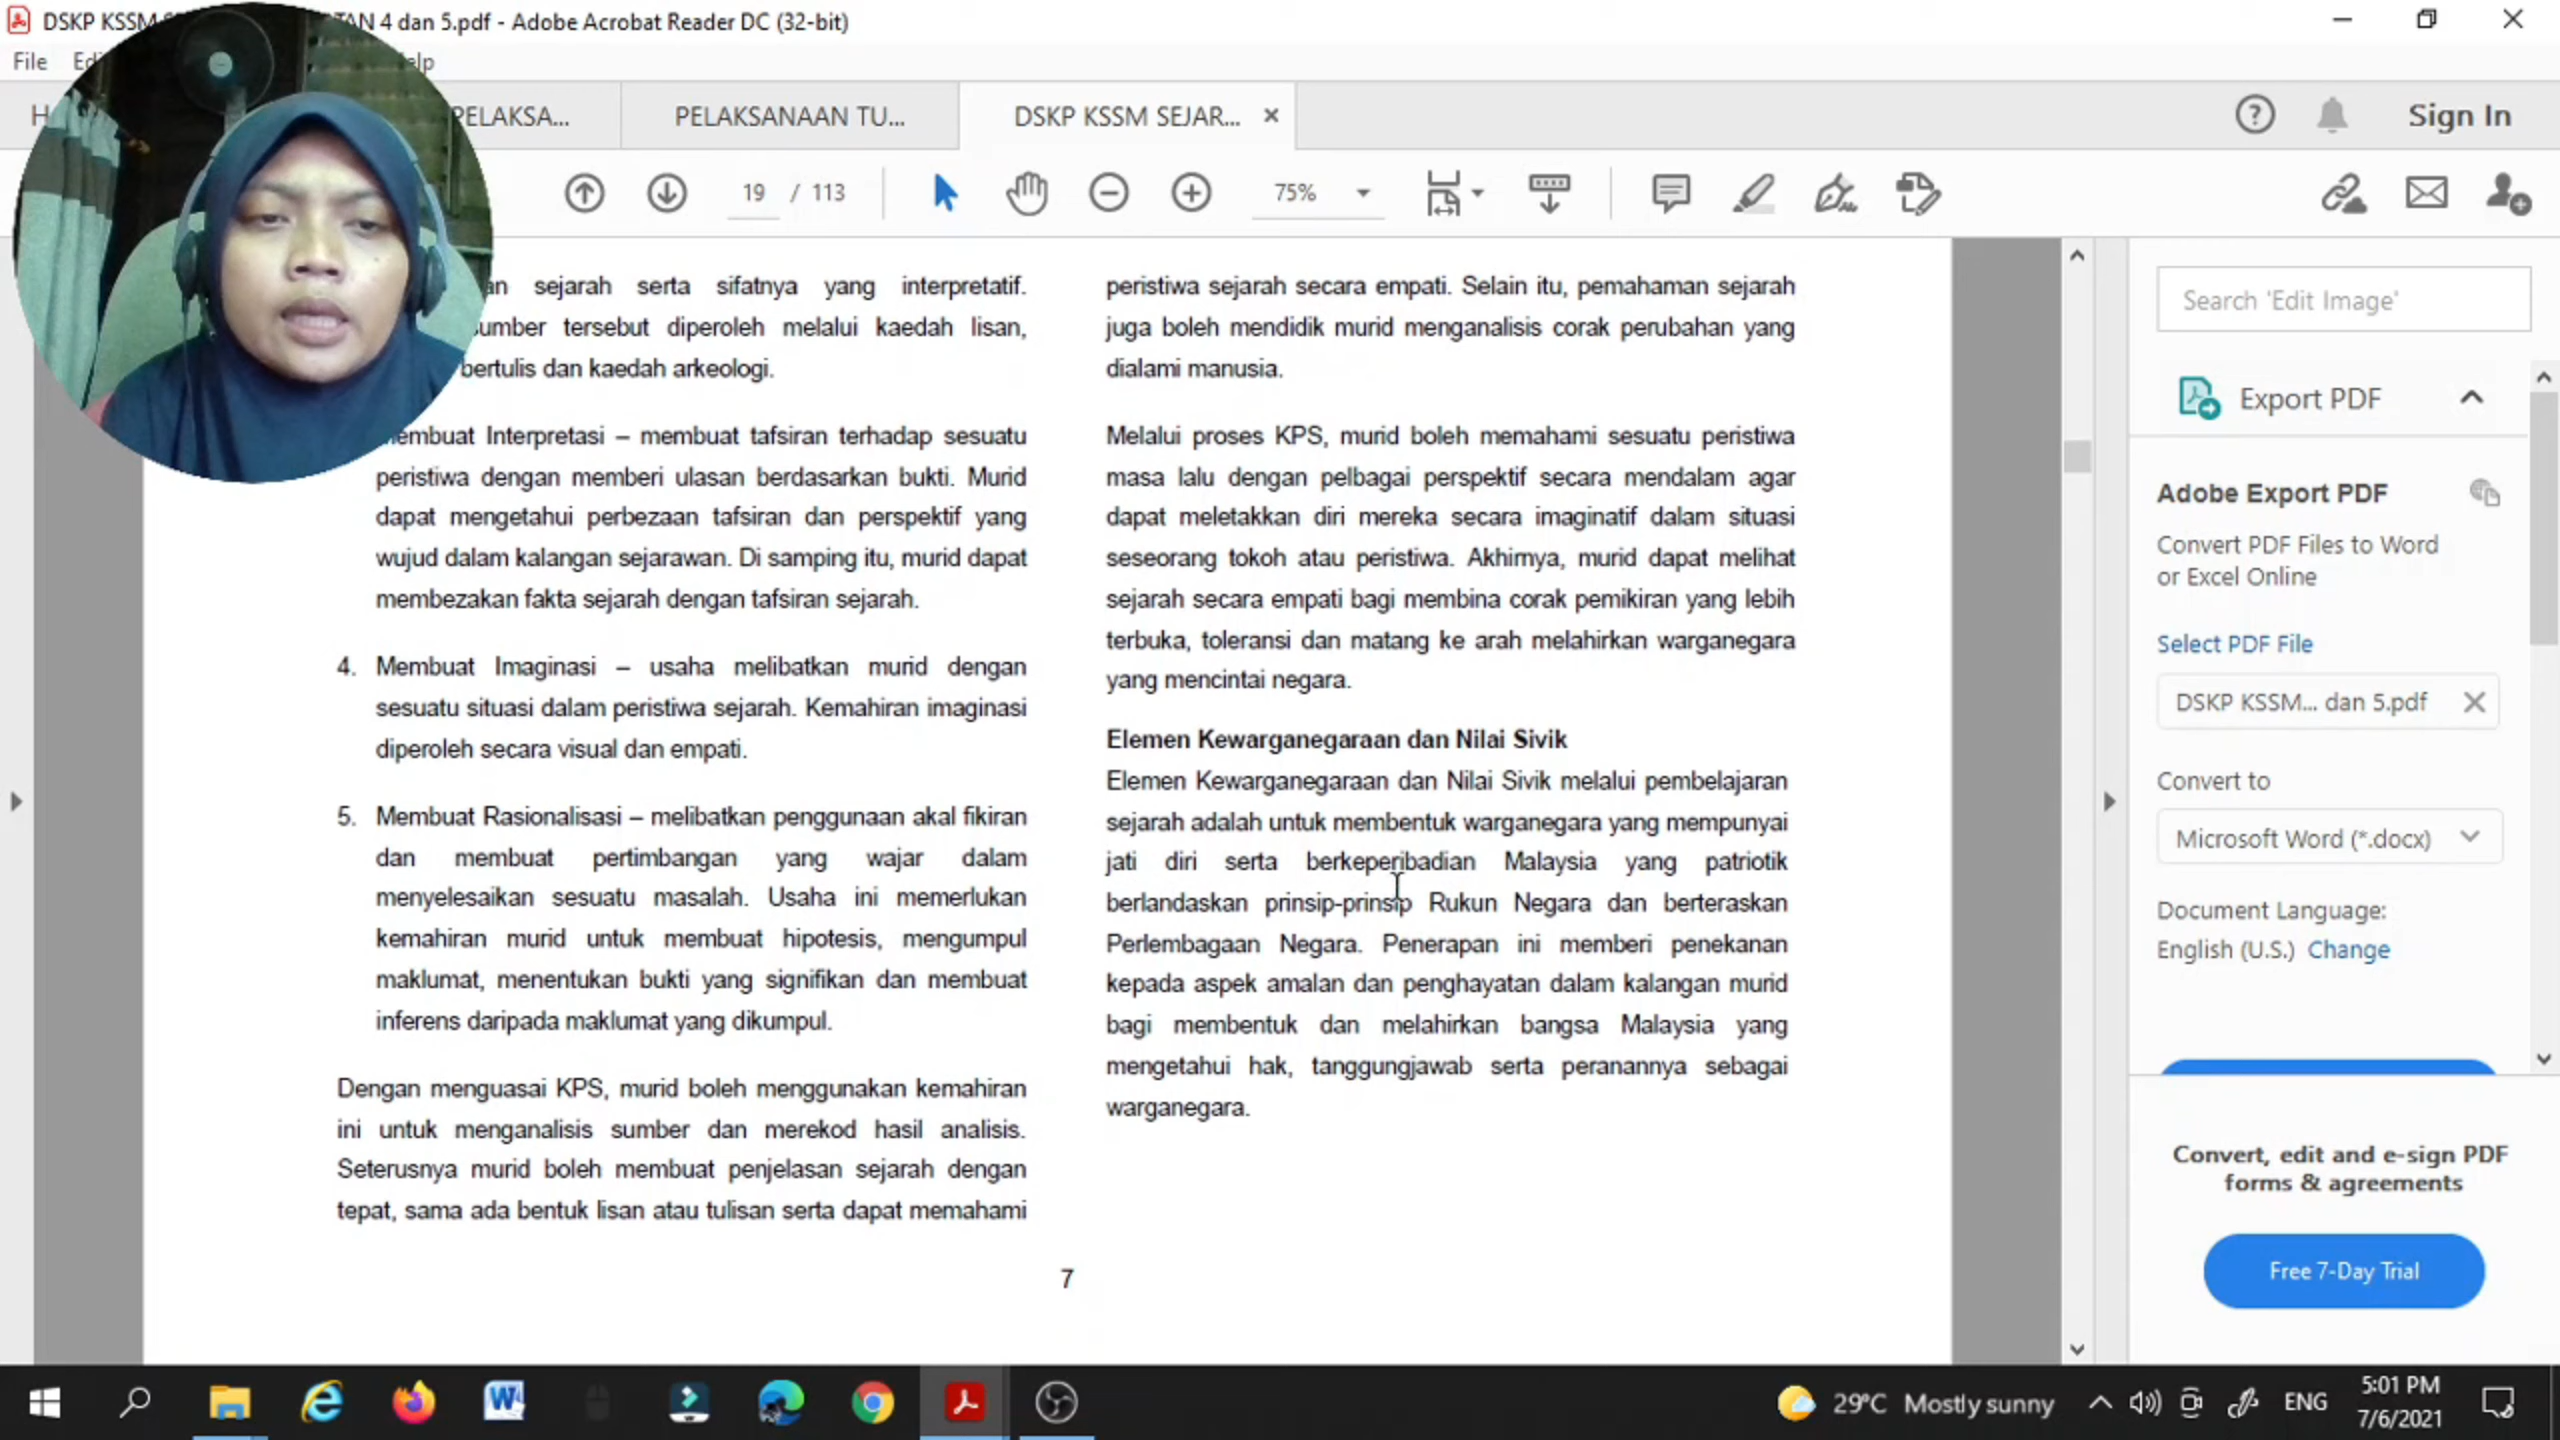 DSKP KSSM
TAN 4 dan 5.pdf - Adobe Acrobat Reader DC (32-bit)
File
PELAKSA...
PELAKSANAAN TU...
DSKP KSSM SEJAR...
Sign In
19 / 113
75%
sejarah serta sifatnya yang interpretatif.
tersebut diperoleh melalui kaedah lisan,
bertulis dan kaedah arkeologi.
Interpretasi – membuat tafsiran terhadap sesuatu
peristiwa dengan memberi ulasan berdasarkan bukti. Murid
dapat mengetahui perbezaan tafsiran dan perspektif yang
wujud dalam kalangan sejarawan. Di samping itu, murid dapat
membezakan fakta sejarah dengan tafsiran sejarah.
4. Membuat Imaginasi – usaha melibatkan murid dengan
sesuatu situasi dalam peristiwa sejarah. Kemahiran imaginasi
diperoleh secara visual dan empati.
5. Membuat Rasionalisasi – melibatkan penggunaan akal fikiran
dan membuat pertimbangan yang wajar dalam
menyelesaikan sesuatu masalah. Usaha ini memerlukan
kemahiran murid untuk membuat hipotesis, mengumpul
maklumat, menentukan bukti yang signifikan dan membuat
inferens daripada maklumat yang dikumpul.
Dengan menguasai KPS, murid boleh menggunakan kemahiran
ini untuk menganalisis sumber dan merekod hasil analisis.
Seterusnya murid boleh membuat penjelasan sejarah dengan
tepat, sama ada bentuk lisan atau tulisan serta dapat memahami
peristiwa sejarah secara empati. Selain itu, pemahaman sejarah
juga boleh mendidik murid menganalisis corak perubahan yang
dialami manusia.
Melalui proses KPS, murid boleh memahami sesuatu peristiwa
masa lalu dengan pelbagai perspektif secara mendalam agar
dapat meletakkan diri mereka secara imaginatif dalam situasi
seseorang tokoh atau peristiwa. Akhirnya, murid dapat melihat
sejarah secara empati bagi membina corak pemikiran yang lebih
terbuka, toleransi dan matang ke arah melahirkan warganegara
yang mencintai negara.
Elemen Kewarganegaraan dan Nilai Sivik
Elemen Kewarganegaraan dan Nilai Sivik melalui pembelajaran
sejarah adalah untuk membentuk warganegara yang mempunyai
jati diri serta berkeperibadian Malaysia yang patriotik
berlandaskan prinsip-prinsip Rukun Negara dan berteraskan
Perlembagaan Negara. Penerapan ini memberi penekanan
kepada aspek amalan dan penghayatan dalam kalangan murid
bagi membentuk dan melahirkan bangsa Malaysia yang
mengetahui hak, tanggungjawab serta peranannya sebagai
warganegara.
7
Search 'Edit Image'
Export PDF
Adobe Export PDF
Convert PDF Files to Word
or Excel Online
Select PDF File
DSKP KSSM... dan 5.pdf
Convert to
Microsoft Word (*.docx)
Document Language:
English (U.S.) Change
Convert, edit and e-sign PDF
forms & agreements
Free 7-Day Trial
29°C Mostly sunny
ENG
5:01 PM
7/6/2021